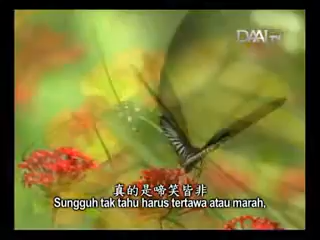 DAAI TV
真的是啼笑皆非
Sungguh tak tahu harus tertawa atau marah,